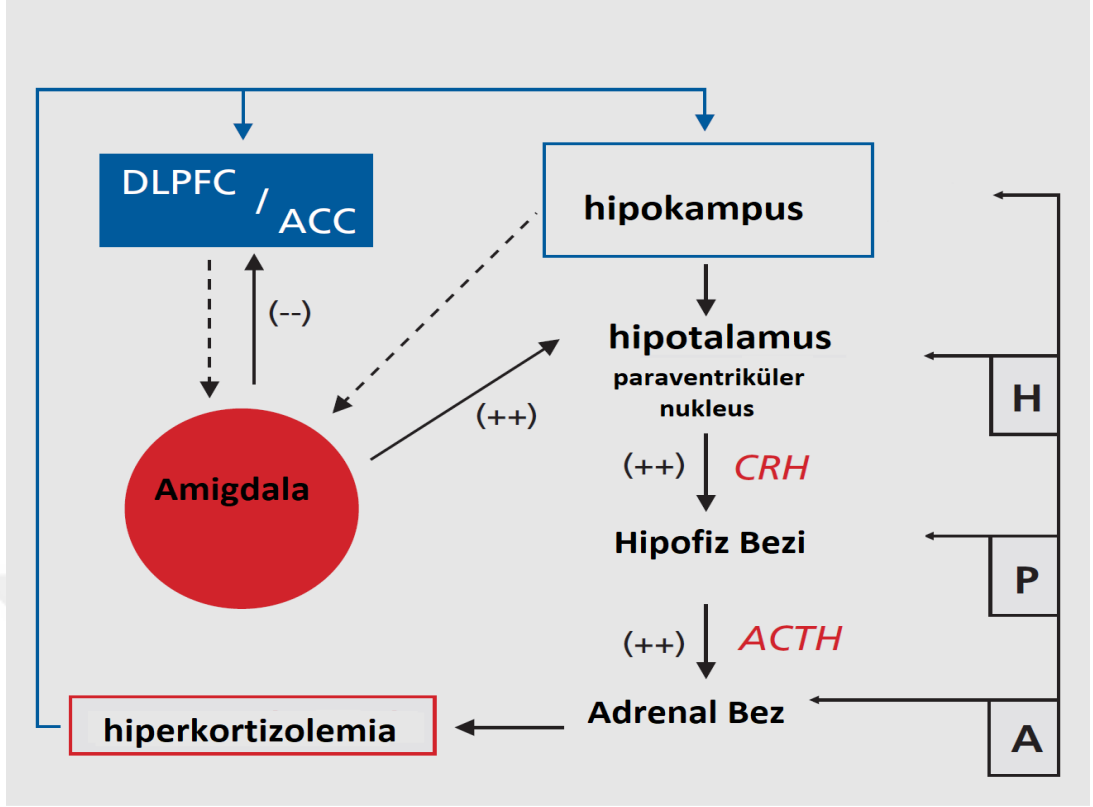 DLPFC / ACC
hipokampus
(--)
hipotalamus
paraventriküler
nukleus
H
(++)
Amigdala
(++)
CRH
Hipofiz Bezi
P
(++)
ACTH
Adrenal Bez
hiperkortizolemia
A